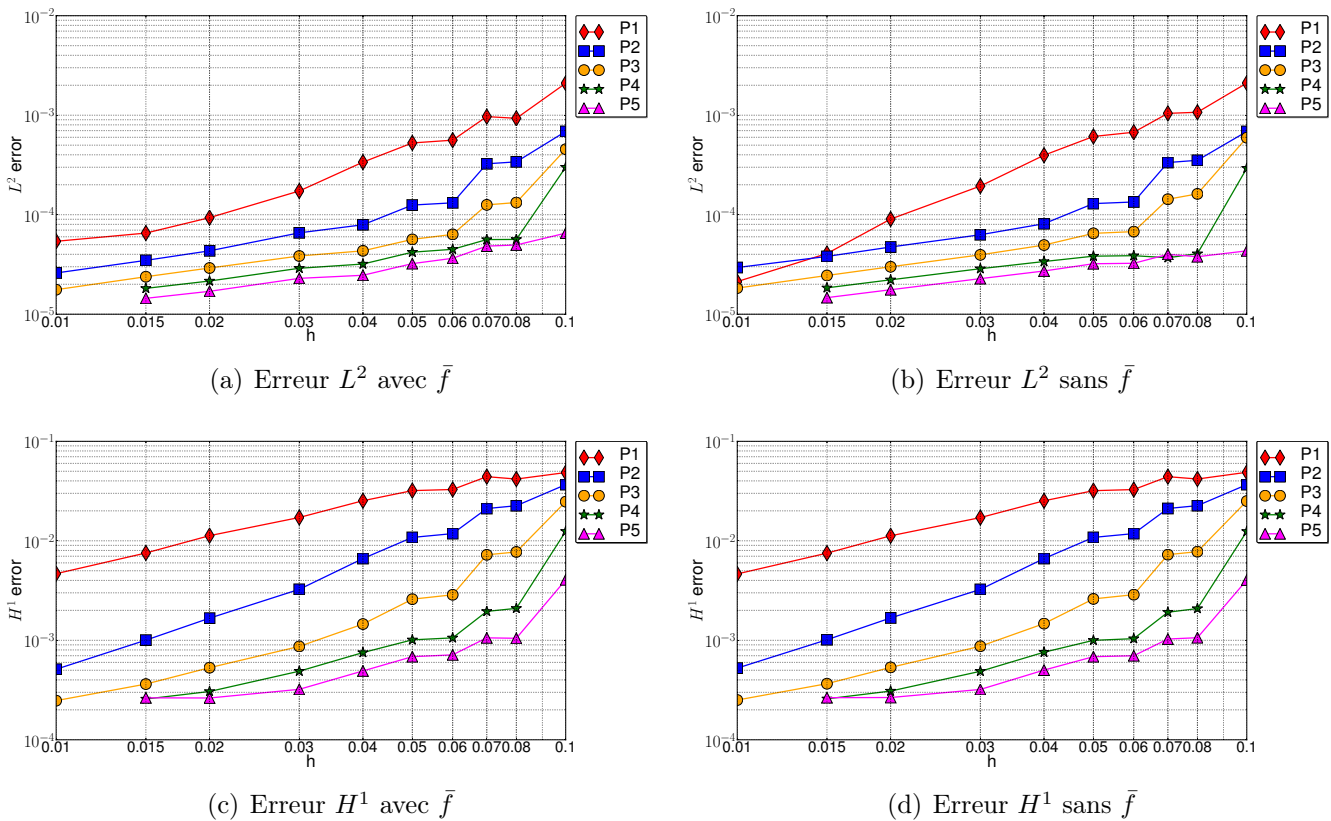 10^{-2}
10^{-3}
10^{-4}
10^{-5}
L^2 error
0.01 0.015 0.02 0.03 0.04 0.05 0.06 0.07 0.08 0.1
h
P1
P2
P3
P4
P5
(a) Erreur L^2 avec \bar{f}
10^{-2}
10^{-3}
10^{-4}
10^{-5}
L^2 error
0.01 0.015 0.02 0.03 0.04 0.05 0.06 0.07 0.08 0.1
h
P1
P2
P3
P4
P5
(b) Erreur L^2 sans \bar{f}
10^{-1}
10^{-2}
10^{-3}
10^{-4}
H^1 error
0.01 0.015 0.02 0.03 0.04 0.05 0.06 0.07 0.08 0.1
h
P1
P2
P3
P4
P5
(c) Erreur H^1 avec \bar{f}
10^{-1}
10^{-2}
10^{-3}
10^{-4}
H^1 error
0.01 0.015 0.02 0.03 0.04 0.05 0.06 0.07 0.08 0.1
h
P1
P2
P3
P4
P5
(d) Erreur H^1 sans \bar{f}